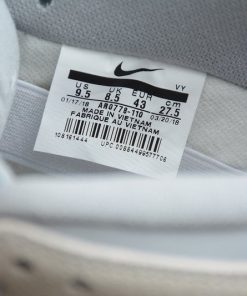 VY
US UK EUR cm
9.5 8.5 43 27.5
01/17/18 AR0778-110 03/20/18
MADE IN VIETNAM
FABRIQUE AU VIETNAM
UPC